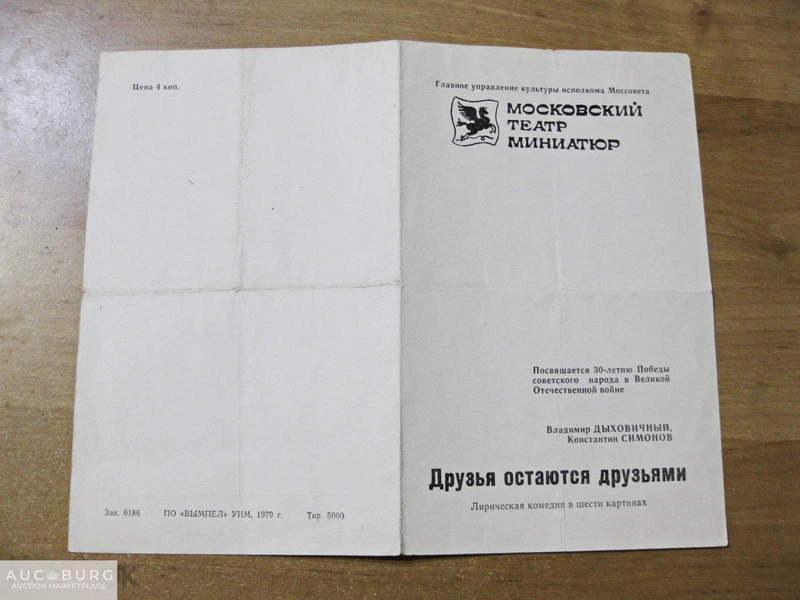 Цена 4 коп.
Зак. 6186 ПО «ВЫМПЕЛ» УИМ, 1979 г. Тир. 5000
Главное управление культуры исполкома Моссовета
МОСКОВСКИЙ
ТЕАТР
МИНИАТЮР
Посвящается 30-летию Победы
советского народа в Великой
Отечественной войне
Владимир ДЫХОВИЧНЫЙ,
Константин СИМОНОВ
Друзья остаются друзьями
Лирическая комедия в шести картинах
AUC BURG
AUCTION MARKETPLACE